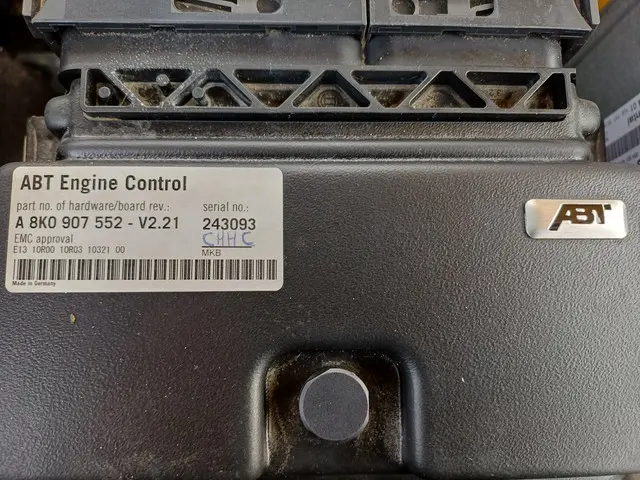 ABT Engine Control
part no. of hardware/board rev.: serial no.:
A 8K0 907 552 - V2.21 243093
EMC approval CHHC
E13 10R00 10R03 10321 00 MKB
Made in Germany
ABT